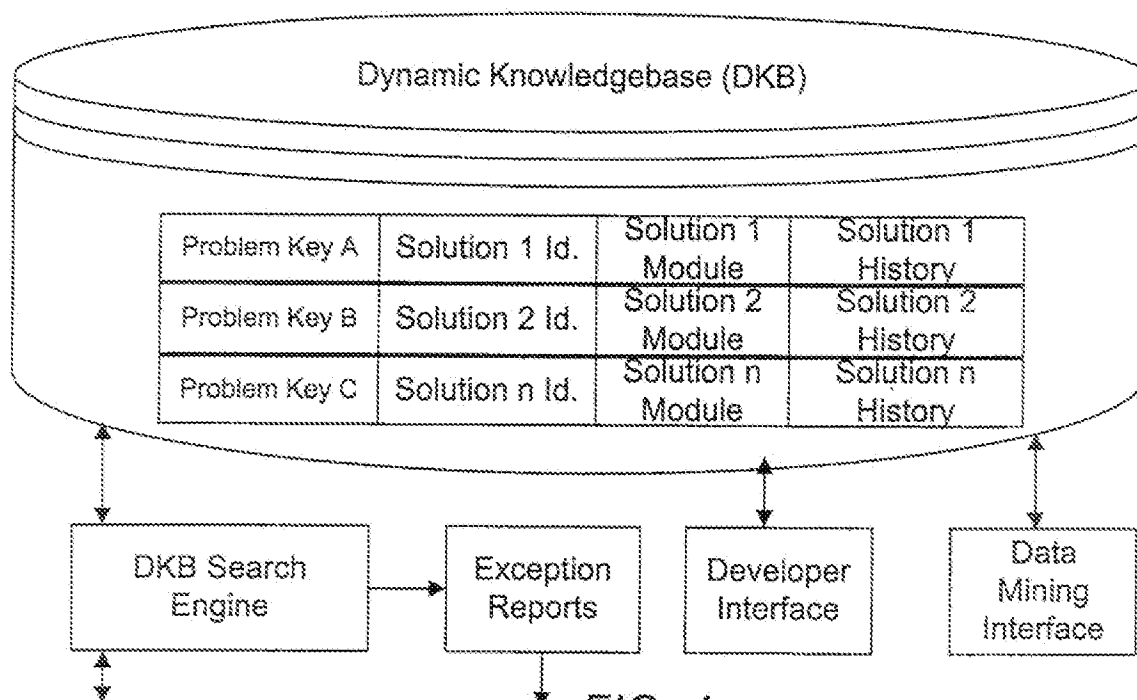 Dynamic Knowledgebase (DKB)
Problem Key A
Solution 1 Id.
Solution 1
Module
Solution 1
History
Problem Key B
Solution 2 Id.
Solution 2
Module
Solution 2
History
Problem Key C
Solution n Id.
Solution n
Module
Solution n
History
DKB Search
Engine
Exception
Reports
Developer
Interface
Data
Mining
Interface